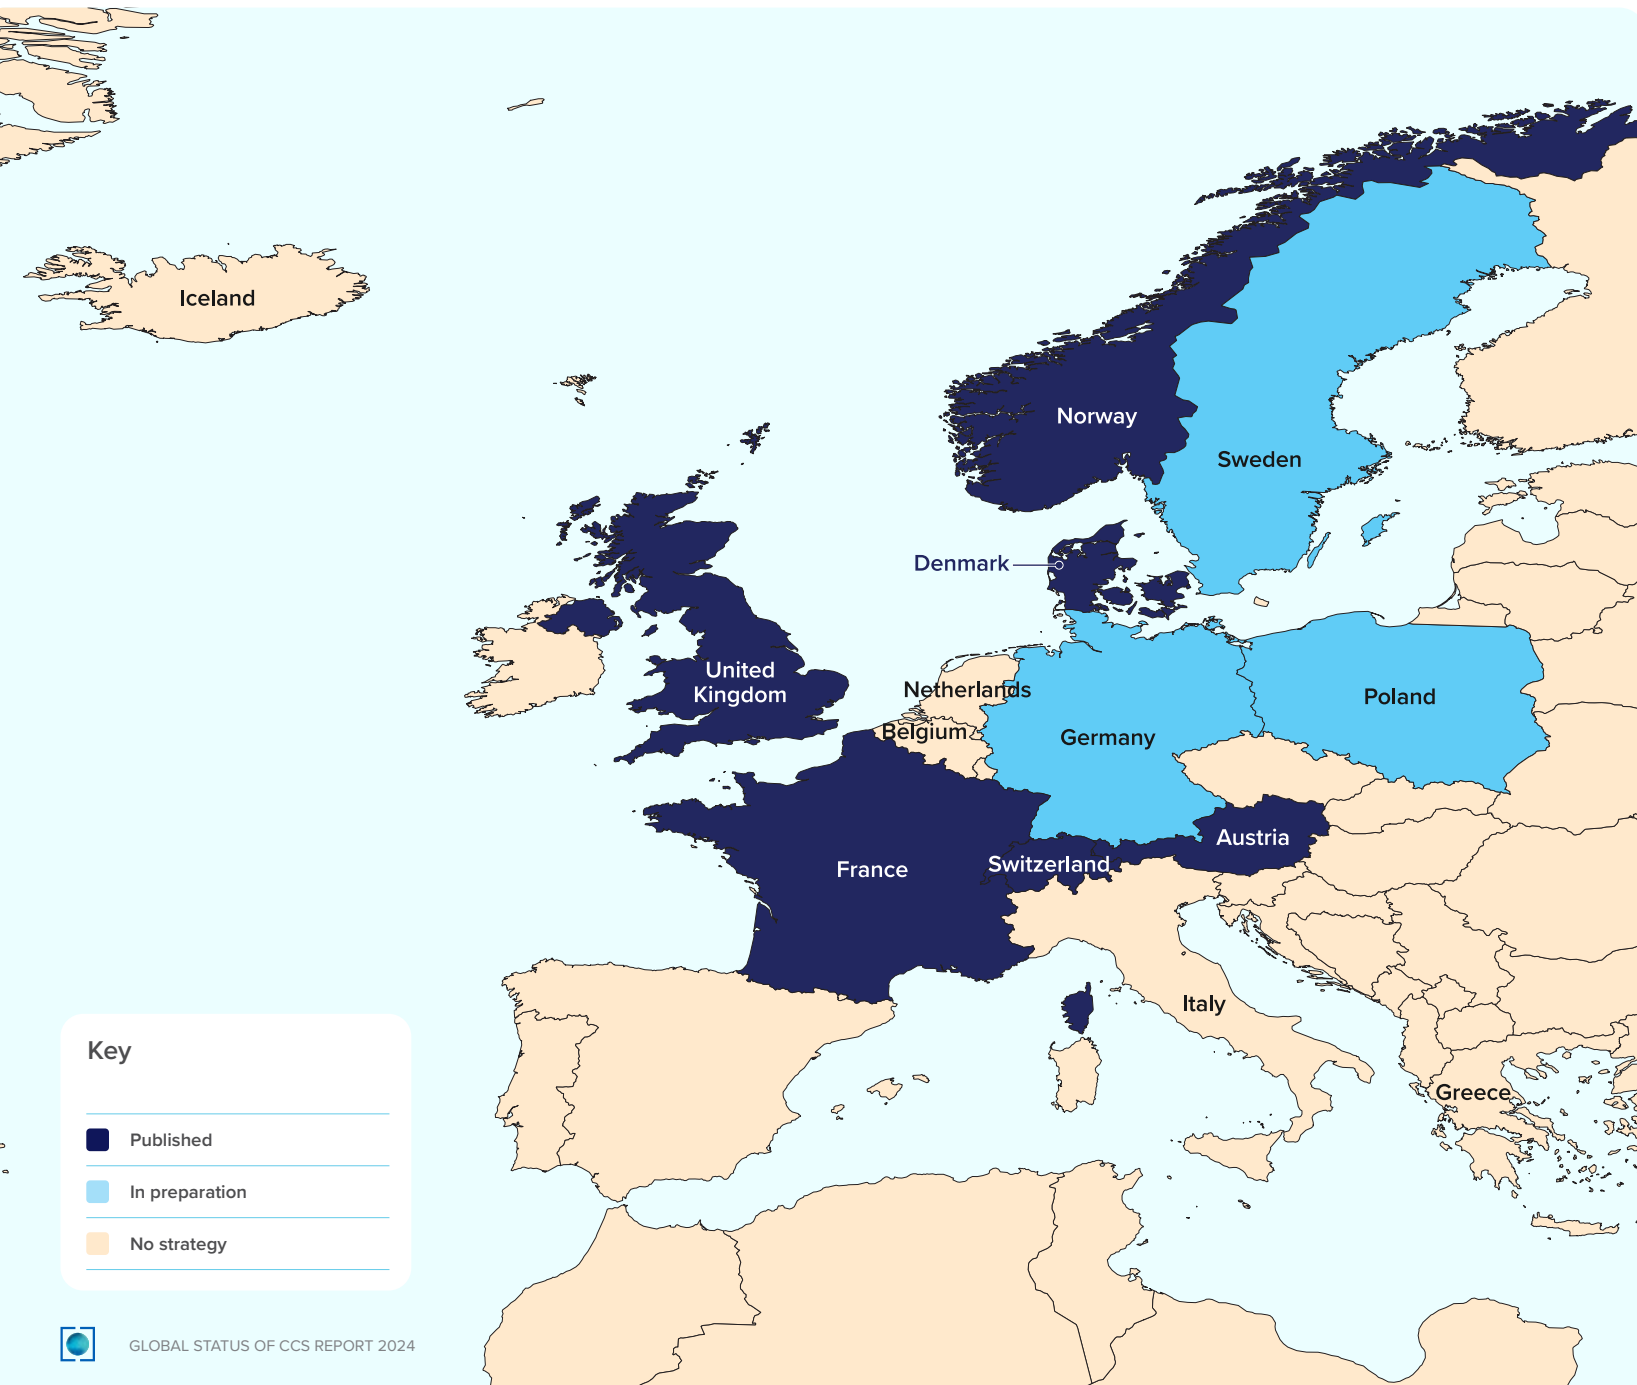 Iceland
Norway
Sweden
Denmark
United
Kingdom
Netherlands
Belgium
Germany
Poland
Austria
Switzerland
France
Italy
Greece
Key
Published
In preparation
No strategy
GLOBAL STATUS OF CCS REPORT 2024